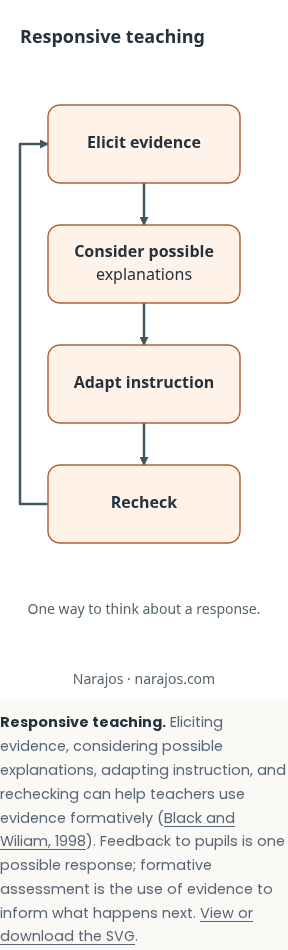 Responsive teaching
Elicit evidence
Consider possible
explanations
Adapt instruction
Recheck
One way to think about a response.
Narajos · narajos.com
Responsive teaching. Eliciting
evidence, considering possible
explanations, adapting instruction, and
rechecking can help teachers use
evidence formatively (Black and
Wiliam, 1998). Feedback to pupils is one
possible response; formative
assessment is the use of evidence to
inform what happens next. View or
download the SVG.